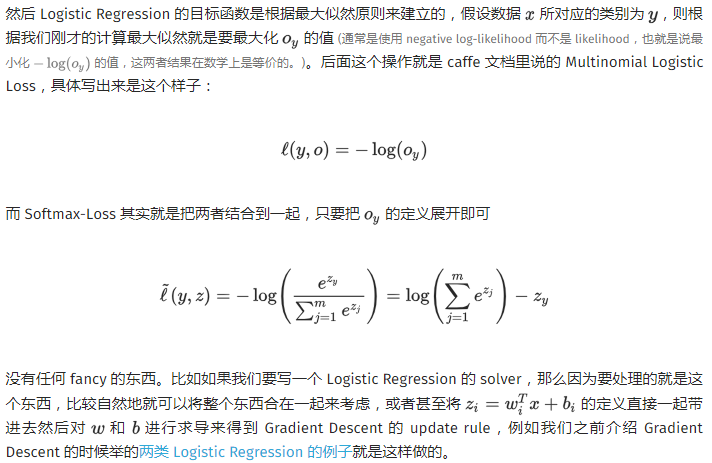 然后 Logistic Regression 的目标函数是根据最大似然原则来建立的，假设数据 x 所对应的类别为 y，则根
据我们刚才的计算最大似然就是要最大化 o_y 的值 (通常是使用 negative log-likelihood 而不是 likelihood，也就是说最
小化 −log(o_y) 的值，这两者结果在数学上是等价的。)。后面这个操作就是 caffe 文档里说的 Multinomial Logistic
Loss，具体写出来是这个样子：
ℓ(y, o) = −log(o_y)
而 Softmax-Loss 其实就是把两者结合到一起，只要把 o_y 的定义展开即可
ℓ̃(y, z) = −log(e^{z_y} / ∑_{j=1}^{m} e^{z_j}) = log(∑_{j=1}^{m} e^{z_j}) − z_y
没有任何 fancy 的东西。比如如果我们要写一个 Logistic Regression 的 solver，那么因为要处理的就是这
个东西，比较自然地就可以将整个东西合在一起来考虑，或者甚至将 z_i = w_i^T x + b_i 的定义直接一起带
进去然后对 w 和 b 进行求导来得到 Gradient Descent 的 update rule，例如我们之前介绍 Gradient
Descent 的时候举的两类 Logistic Regression 的例子就是这样做的。